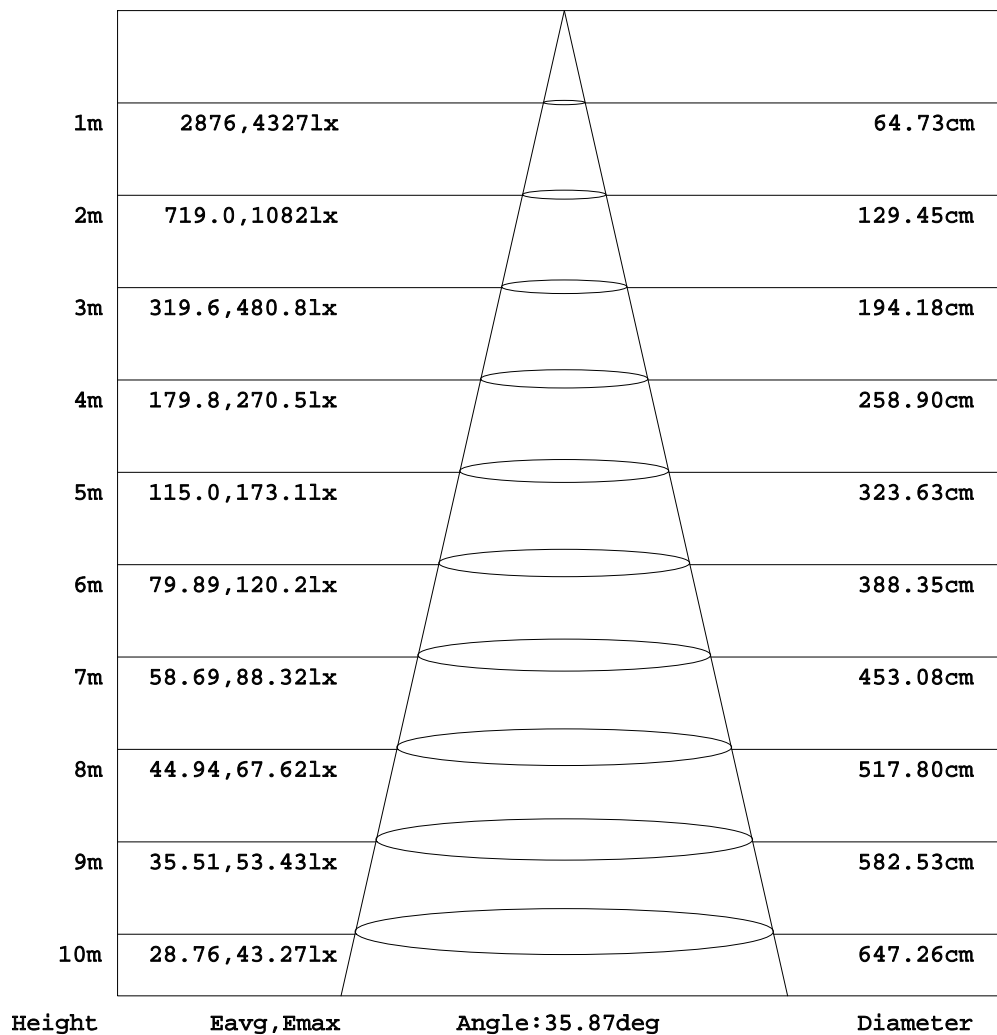 1m 2876,4327lx 64.73cm
2m 719.0,1082lx 129.45cm
3m 319.6,480.8lx 194.18cm
4m 179.8,270.5lx 258.90cm
5m 115.0,173.1lx 323.63cm
6m 79.89,120.2lx 388.35cm
7m 58.69,88.32lx 453.08cm
8m 44.94,67.62lx 517.80cm
9m 35.51,53.43lx 582.53cm
10m 28.76,43.27lx 647.26cm
Height Eavg,Emax Angle:35.87deg Diameter